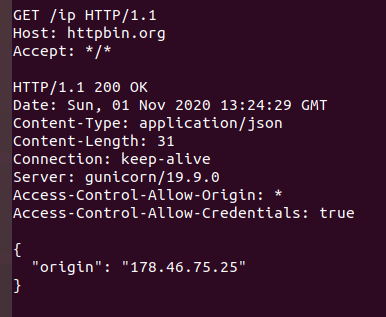 GET /ip HTTP/1.1
Host: httpbin.org
Accept: */*

HTTP/1.1 200 OK
Date: Sun, 01 Nov 2020 13:24:29 GMT
Content-Type: application/json
Content-Length: 31
Connection: keep-alive
Server: gunicorn/19.9.0
Access-Control-Allow-Origin: *
Access-Control-Allow-Credentials: true

{
  "origin": "178.46.75.25"
}